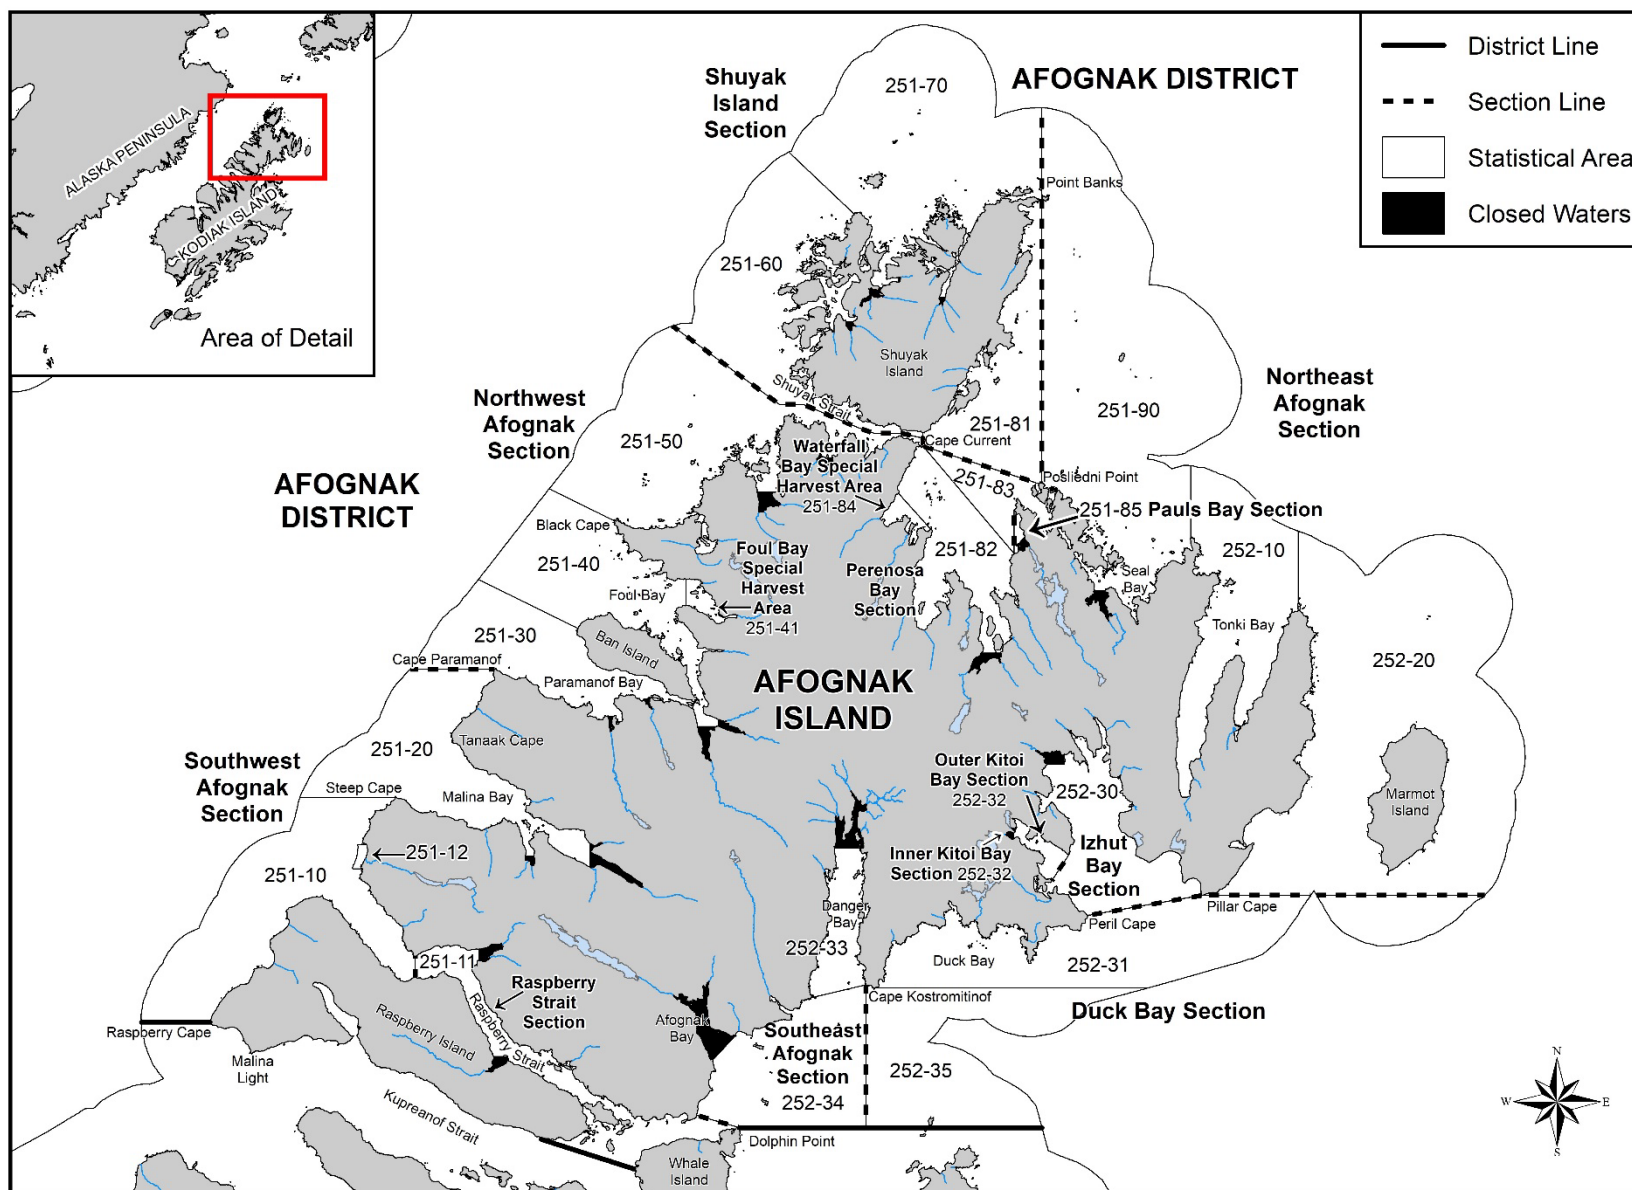 ALASKA PENINSULA
KODIAK ISLAND
Area of Detail
District Line
Section Line
Statistical Area
Closed Waters
AFOGNAK DISTRICT
Shuyak
Island
Section
251-70
Point Banks
251-60
Shuyak
Island
Shuyak Strait
251-81
251-90
Cape Current
Northeast
Afognak
Section
Northwest
Afognak
Section
251-50
Waterfall
Bay Special
Harvest Area
251-84
251-83
Posliedni Point
251-85 Pauls Bay Section
AFOGNAK
DISTRICT
Black Cape
251-40
Foul Bay
Foul Bay
Special
Harvest
Area
251-41
251-82
Perenosa
Bay
Section
Seal
Bay
252-10
Tonki Bay
251-30
Ban Island
Cape Paramanof
Paramanof Bay
252-20
AFOGNAK
ISLAND
251-20
Tanaak Cape
Southwest
Afognak
Section
Steep Cape
Malina Bay
Outer Kitoi
Bay Section
252-32
252-30
Marmot
Island
251-12
251-10
Inner Kitoi Bay
Section 252-32
Izhut
Bay
Section
Danger
Bay
Pillar Cape
Peril Cape
252-33
Duck Bay
252-31
251-11
Raspberry
Strait
Section
Cape Kostromitinof
Duck Bay Section
Raspberry Cape
Raspberry Island
Raspberry Strait
Afognak
Bay
Southeast
Afognak
Section
252-34
252-35
Malina
Light
Kupreanof Strait
Dolphin Point
Whale
Island
N
W
E
S